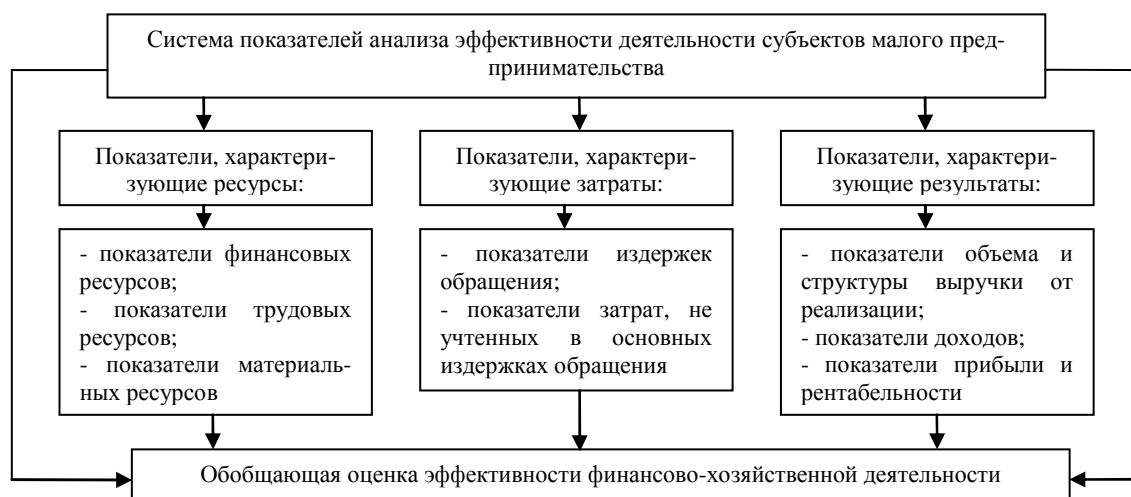 Система показателей анализа эффективности деятельности субъектов малого пред-
принимательства
Показатели, характери-
зующие ресурсы:
Показатели, характери-
зующие затраты:
Показатели, характери-
зующие результаты:
- показатели финансовых
ресурсов;
- показатели трудовых
ресурсов;
- показатели материаль-
ных ресурсов
- показатели издержек
обращения;
- показатели затрат, не
учтенных в основных
издержках обращения
- показатели объема и
структуры выручки от
реализации;
- показатели доходов;
- показатели прибыли и
рентабельности
Обобщающая оценка эффективности финансово-хозяйственной деятельности